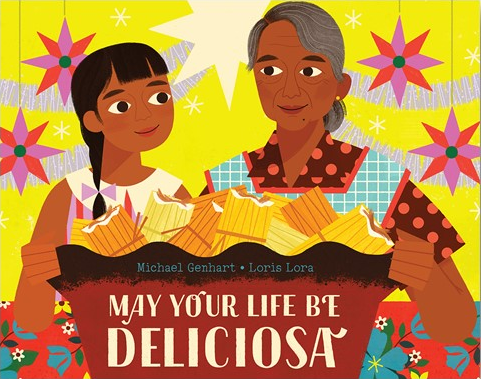 Michael Genhart • Loris Lora
MAY YOUR LIFE BE
DELICIOSA